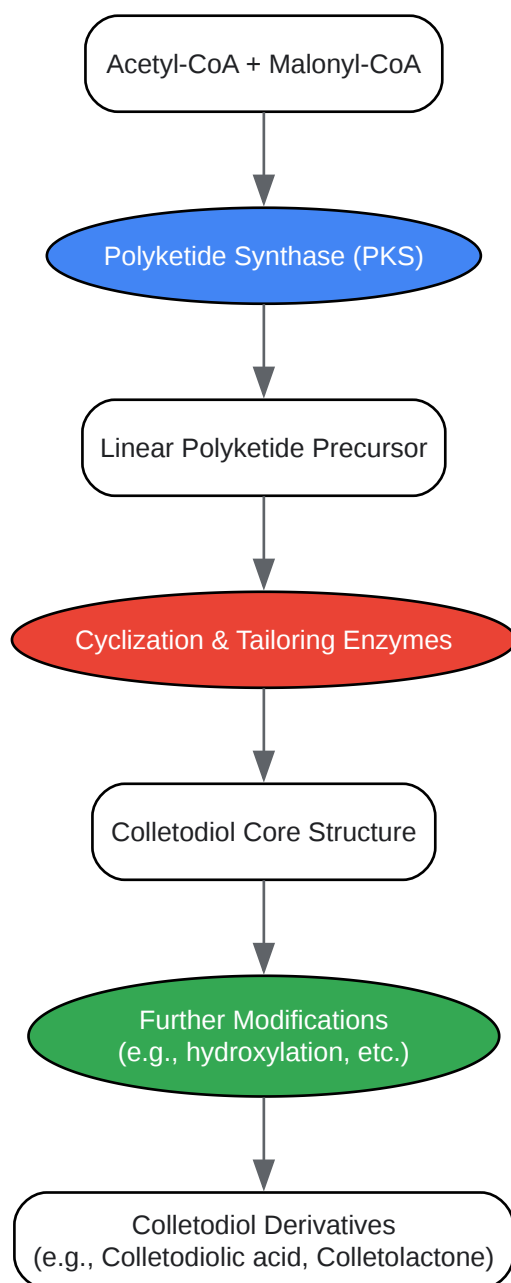 Acetyl-CoA + Malonyl-CoA
Polyketide Synthase (PKS)
Linear Polyketide Precursor
Cyclization & Tailoring Enzymes
Colletodiol Core Structure
Further Modifications
(e.g., hydroxylation, etc.)
Colletodiol Derivatives
(e.g., Colletodiolic acid, Colletolactone)